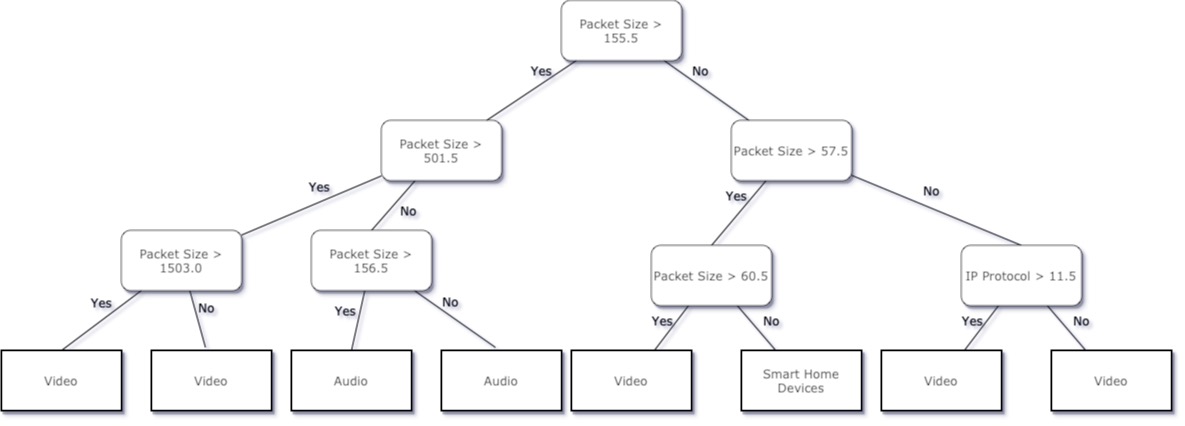 Packet Size >
155.5
Yes
No
Packet Size >
501.5
Packet Size > 57.5
Yes
No
Yes
No
Packet Size >
1503.0
Packet Size >
156.5
Packet Size > 60.5
IP Protocol > 11.5
Yes
No
Yes
No
Yes
No
Yes
No
Video
Video
Audio
Audio
Video
Smart Home
Devices
Video
Video